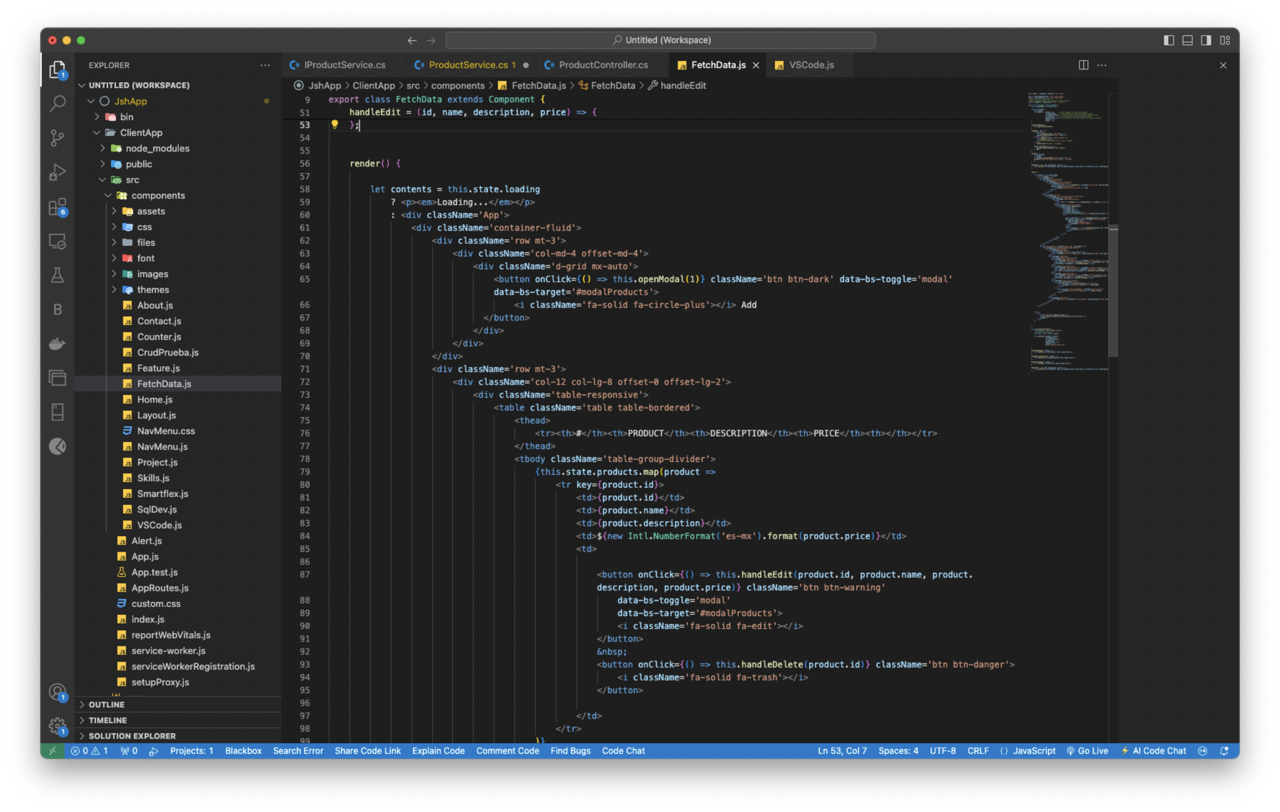 Untitled (Workspace)
EXPLORER
IProductService.cs
ProductService.cs 1
ProductController.cs
FetchData.js
VSCode.js
UNTITLED (WORKSPACE)
JshApp > ClientApp > src > components > FetchData.js > FetchData > handleEdit
JshApp
bin
ClientApp
node_modules
public
src
components
assets
css
files
font
images
themes
About.js
Contact.js
Counter.js
CrudPrueba.js
Feature.js
FetchData.js
Home.js
Layout.js
NavMenu.css
NavMenu.js
Project.js
Skills.js
Smartflex.js
SqlDev.js
VSCode.js
Alert.js
App.js
App.test.js
AppRoutes.js
custom.css
index.js
reportWebVitals.js
service-worker.js
serviceWorkerRegistration.js
setupProxy.js
OUTLINE
TIMELINE
SOLUTION EXPLORER
1
6
B
1
1
9 export class FetchData extends Component {
51 handleEdit = (id, name, description, price) => {
53 };
54
55
56 render() {
57
58 let contents = this.state.loading
59 ? <p><em>Loading...</em></p>
60 : <div className='App'>
61 <div className='container-fluid'>
62 <div className='row mt-3'>
63 <div className='col-md-4 offset-md-4'>
64 <div className='d-grid mx-auto'>
65 <button onClick={() => this.openModal(1)} className='btn btn-dark' data-bs-toggle='modal'
data-bs-target='#modalProducts'>
66 <i className='fa-solid fa-circle-plus'></i> Add
67 </button>
68 </div>
69 </div>
70 </div>
71 <div className='row mt-3'>
72 <div className='col-12 col-lg-8 offset-0 offset-lg-2'>
73 <div className='table-responsive'>
74 <table className='table table-bordered'>
75 <thead>
76 <tr><th>#</th><th>PRODUCT</th><th>DESCRIPTION</th><th>PRICE</th><th></th></tr>
77 </thead>
78 <tbody className='table-group-divider'>
79 {this.state.products.map(product =>
80 <tr key={product.id}>
81 <td>{product.id}</td>
82 <td>{product.name}</td>
83 <td>{product.description}</td>
84 <td>${new Intl.NumberFormat('es-mx').format(product.price)}</td>
85 <td>
86
87 <button onClick={() => this.handleEdit(product.id, product.name, product.
description, product.price)} className='btn btn-warning'
88 data-bs-toggle='modal'
89 data-bs-target='#modalProducts'>
90 <i className='fa-solid fa-edit'></i>
91 </button>
92 &nbsp;
93 <button onClick={() => this.handleDelete(product.id)} className='btn btn-danger'>
94 <i className='fa-solid fa-trash'></i>
95 </button>
96
97 </td>
98 </tr>
99 )}
0 1 0 Projects: 1 Blackbox Search Error Share Code Link Explain Code Comment Code Find Bugs Code Chat Ln 53, Col 7 Spaces: 4 UTF-8 CRLF JavaScript Go Live AI Code Chat